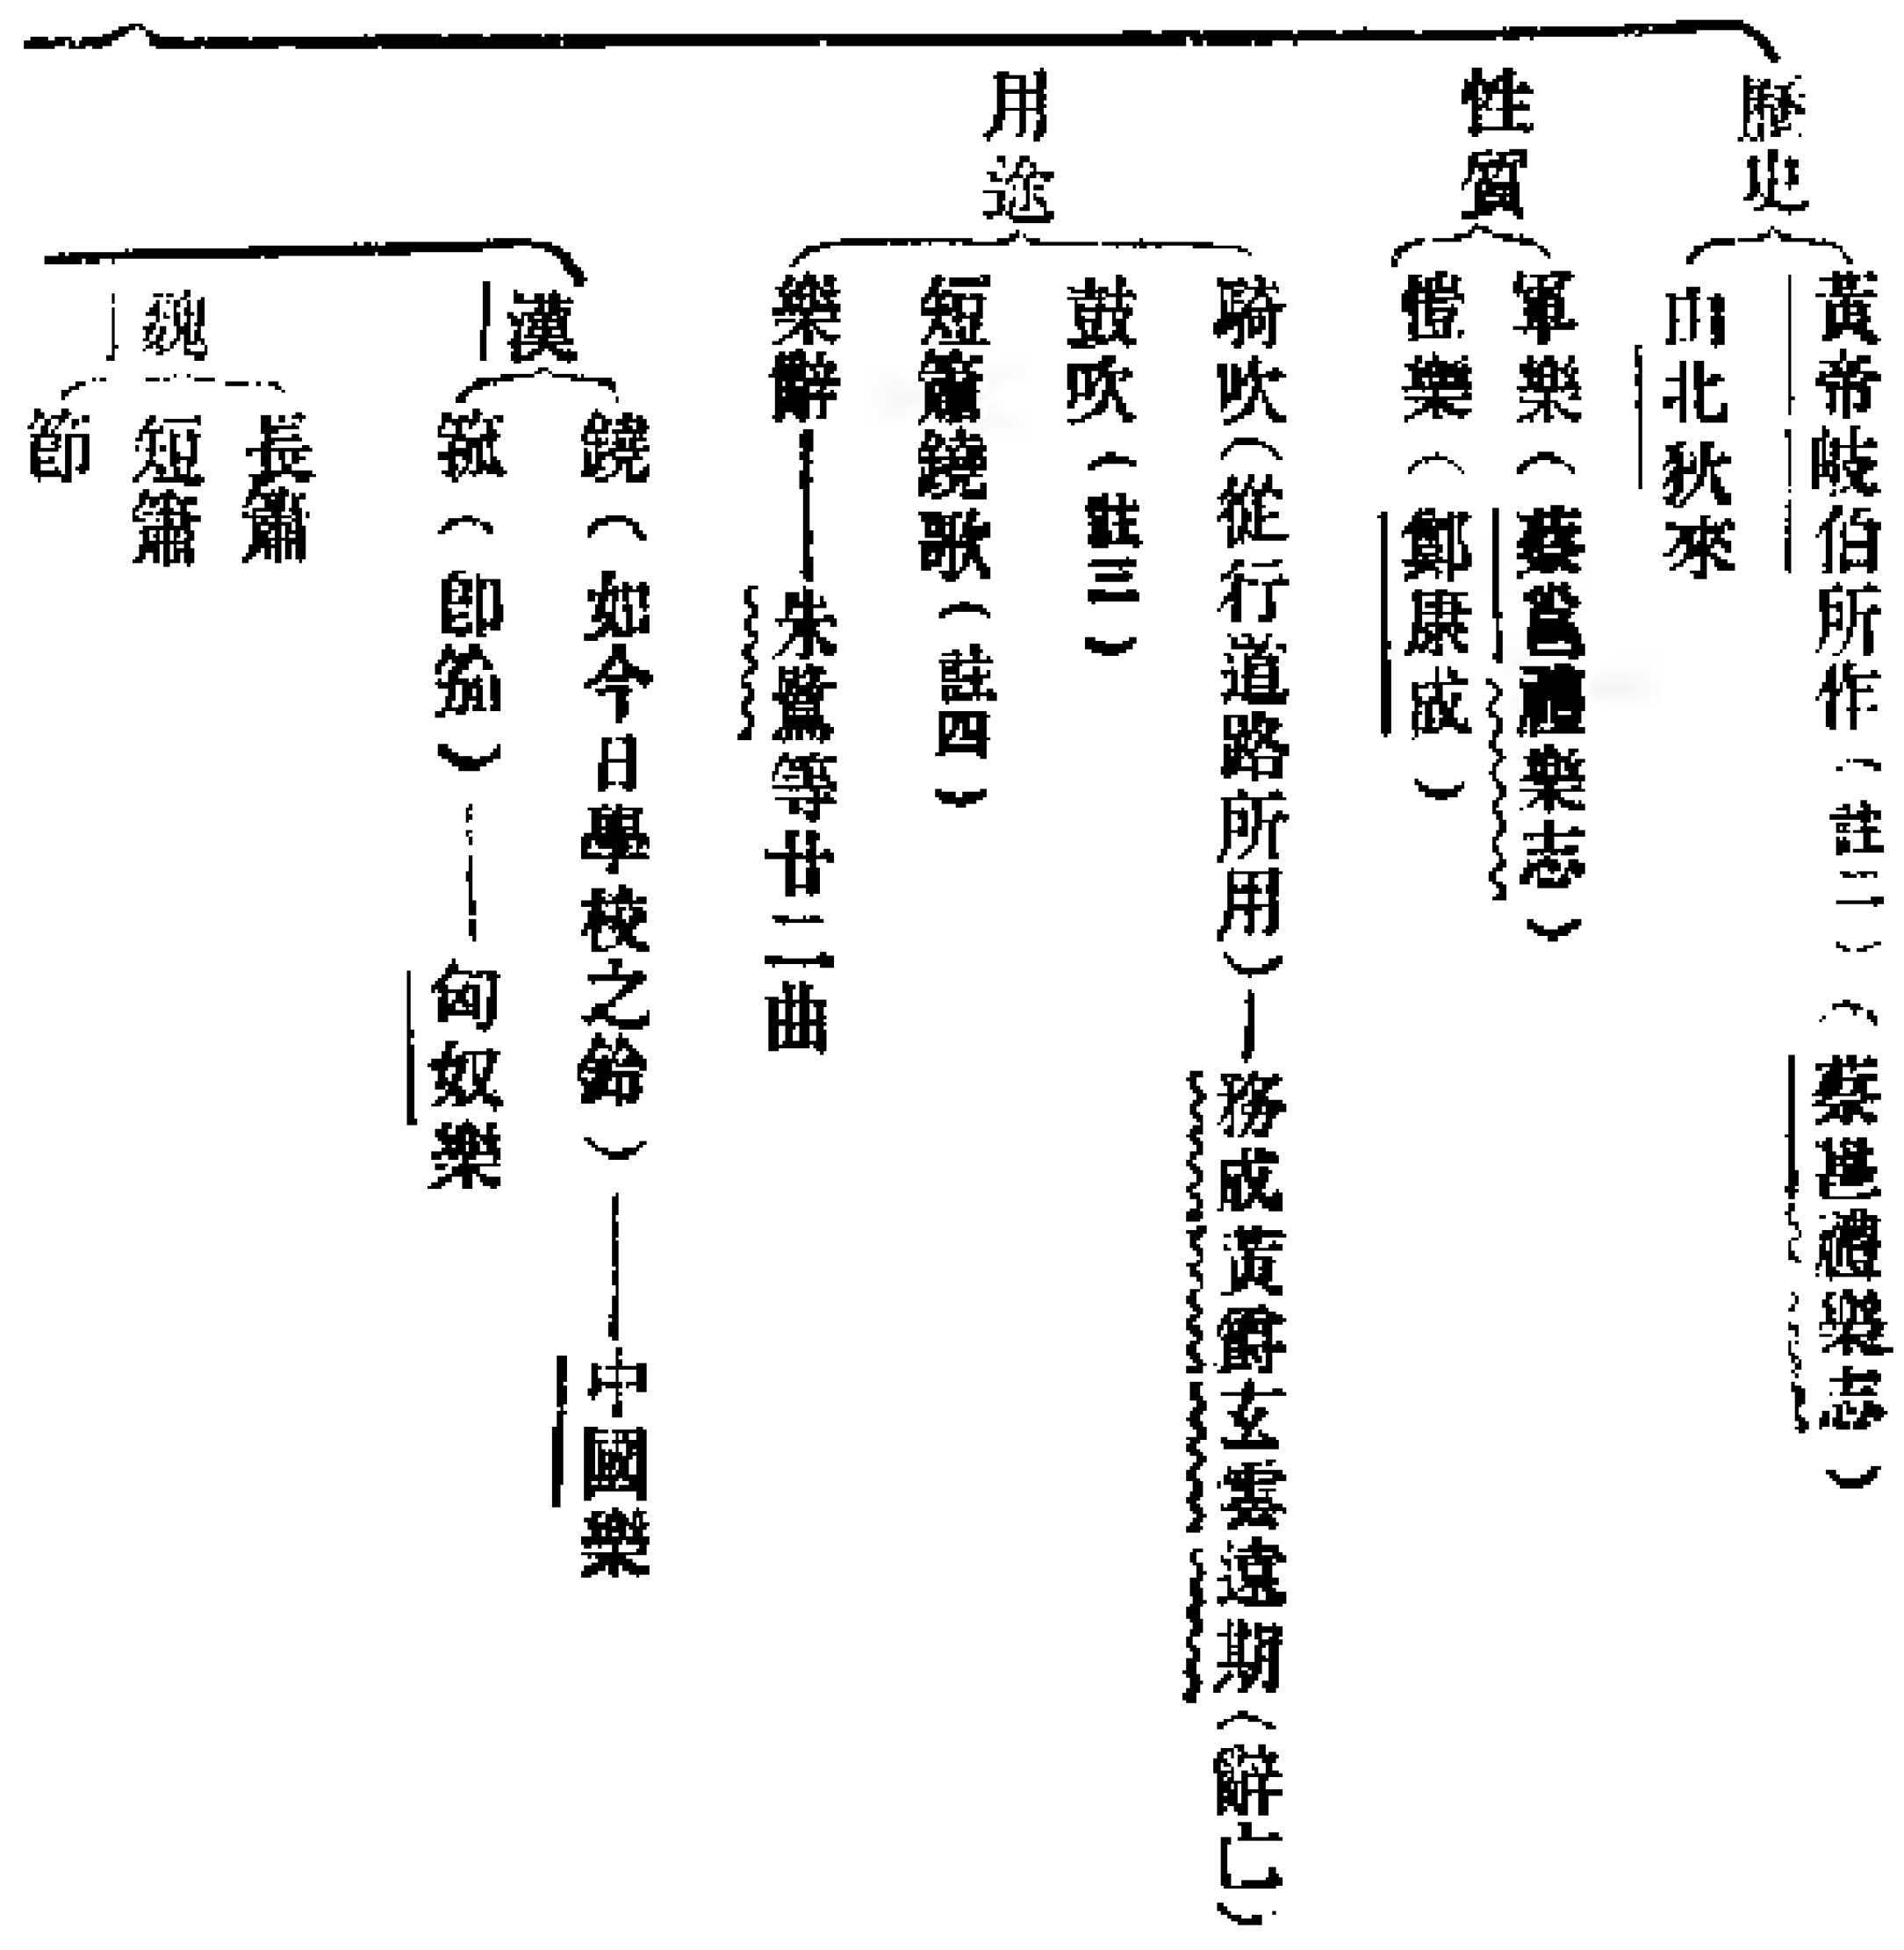 歷史
黃帝岐伯所作（註二）（蔡邕禮樂志）
由北狄來
性質
軍樂（蔡邕禮樂志）
愷樂（鄭康成）
用途
騎吹（從行道路所用）—務成黃爵玄雲遠期（辭亡）
鼓吹（註三）
短簫鐃歌（註四）
樂辭——朱鷺等廿二曲
漢
鐃（如今日學校之鈴）——中國樂
箛（卽笳）——匈奴樂
魏
長簫
短簫
節